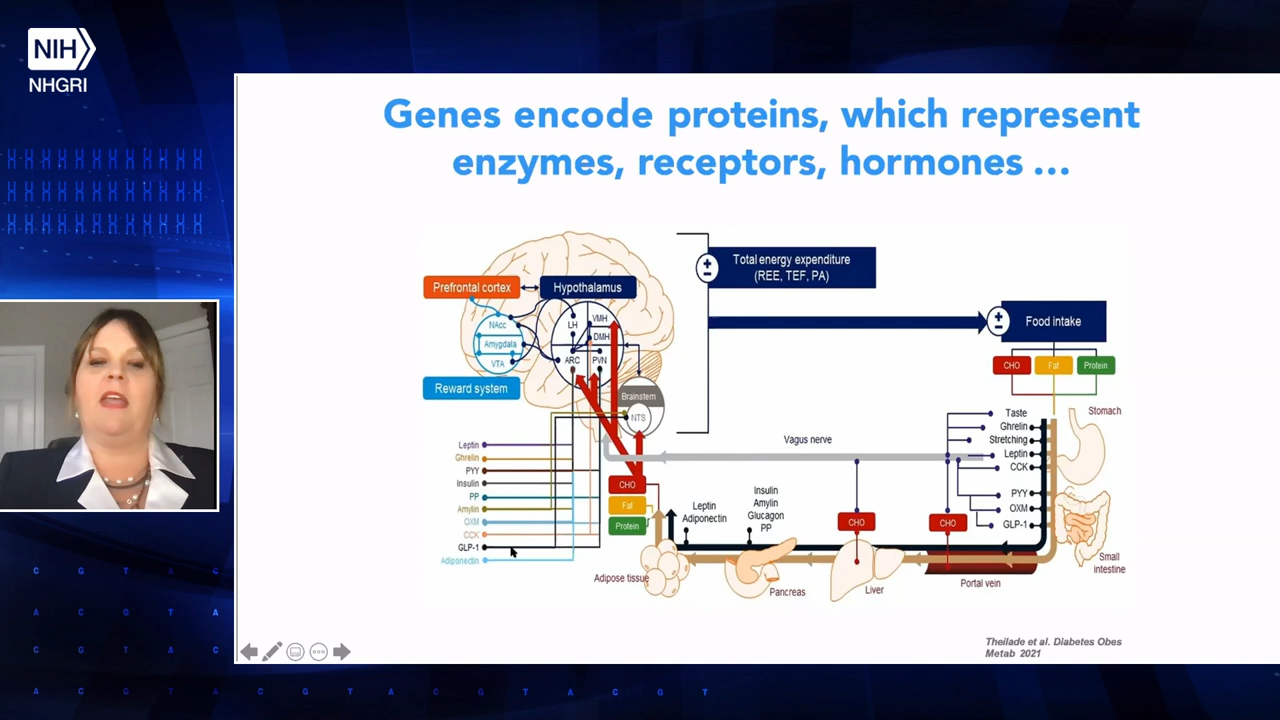 NIH
NHGRI
Genes encode proteins, which represent
enzymes, receptors, hormones ...
Total energy expenditure
(REE, TEF, PA)
Prefrontal cortex
Hypothalamus
NAcc
Amygdala
VTA
LH
VMH
DMH
ARC
PVN
Food intake
CHO
Fat
Protein
Reward system
Brainstem
NTS
Leptin
Ghrelin
PYY
Insulin
PP
Amylin
OXM
CCK
GLP-1
Adiponectin
CHO
Fat
Protein
Vagus nerve
Taste
Ghrelin
Stretching
Leptin
CCK
PYY
OXM
GLP-1
Stomach
Small
intestine
Leptin
Adiponectin
Insulin
Amylin
Glucagon
PP
CHO
CHO
Adipose tissue
Pancreas
Liver
Portal vein
Theilade et al. Diabetes Obes
Metab 2021
C G T A C
A C G T A
C G T A C
A C G T A C G T A C G T A C G T